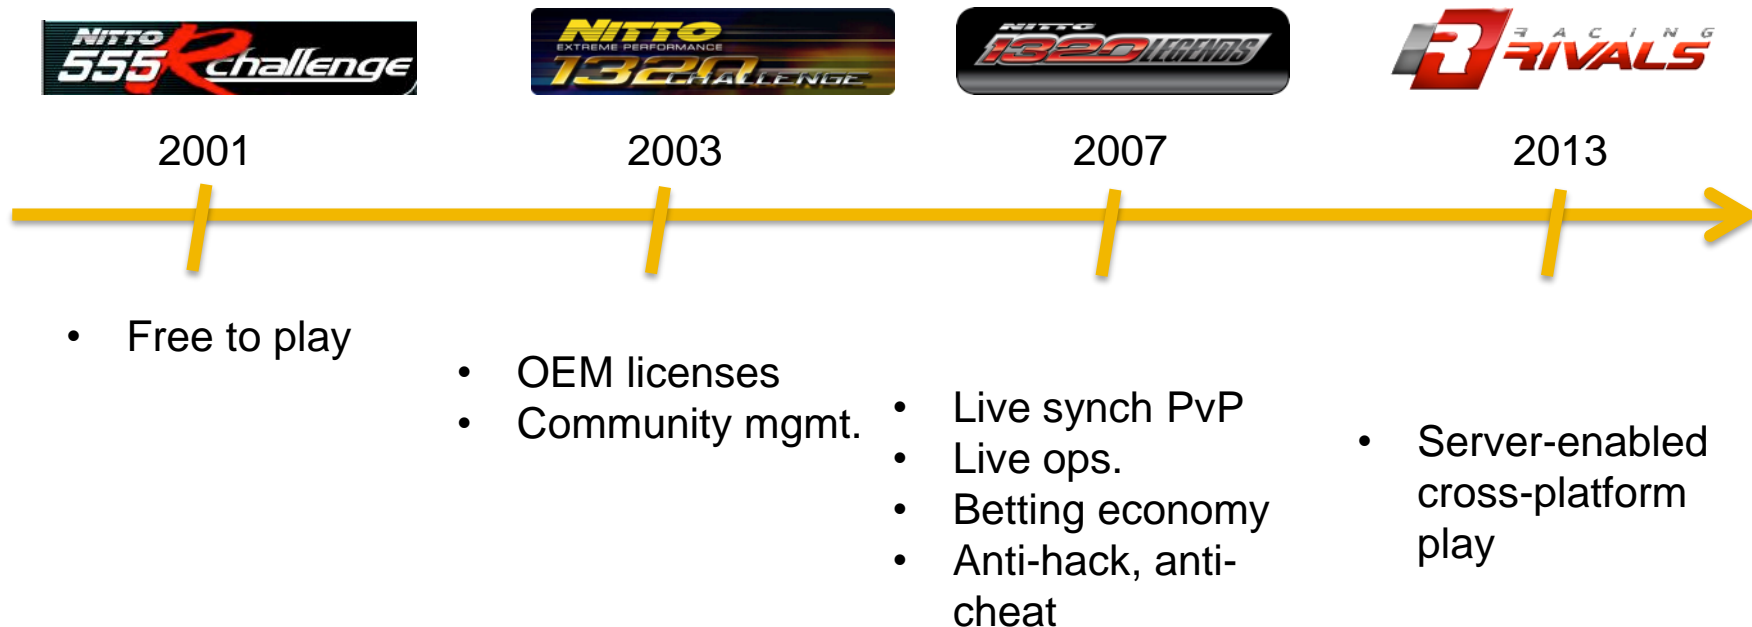 NITTO
555 R challenge
NITTO
EXTREME PERFORMANCE
1320 CHALLENGE
NITTO
1320 LEGENDS
RACING
RIVALS
2001
2003
2007
2013
• Free to play
• OEM licenses
• Community mgmt.
• Live synch PvP
• Live ops.
• Betting economy
• Anti-hack, anti-
cheat
• Server-enabled
cross-platform
play